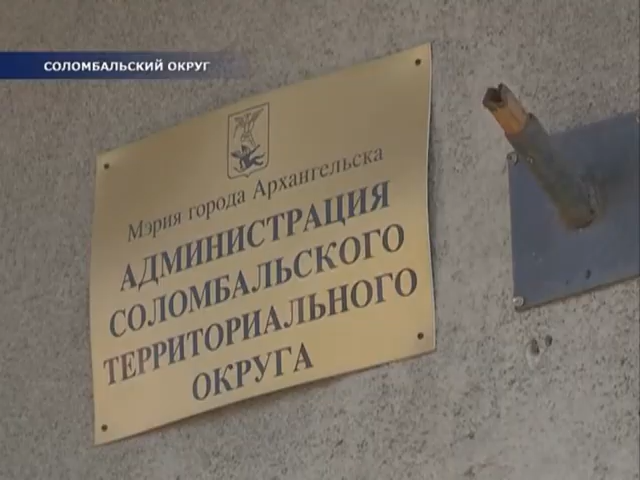 СОЛОМБАЛЬСКИЙ ОКРУГ
Мэрия города Архангельска
АДМИНИСТРАЦИЯ
СОЛОМБАЛЬСКОГО
ТЕРРИТОРИАЛЬНОГО
ОКРУГА